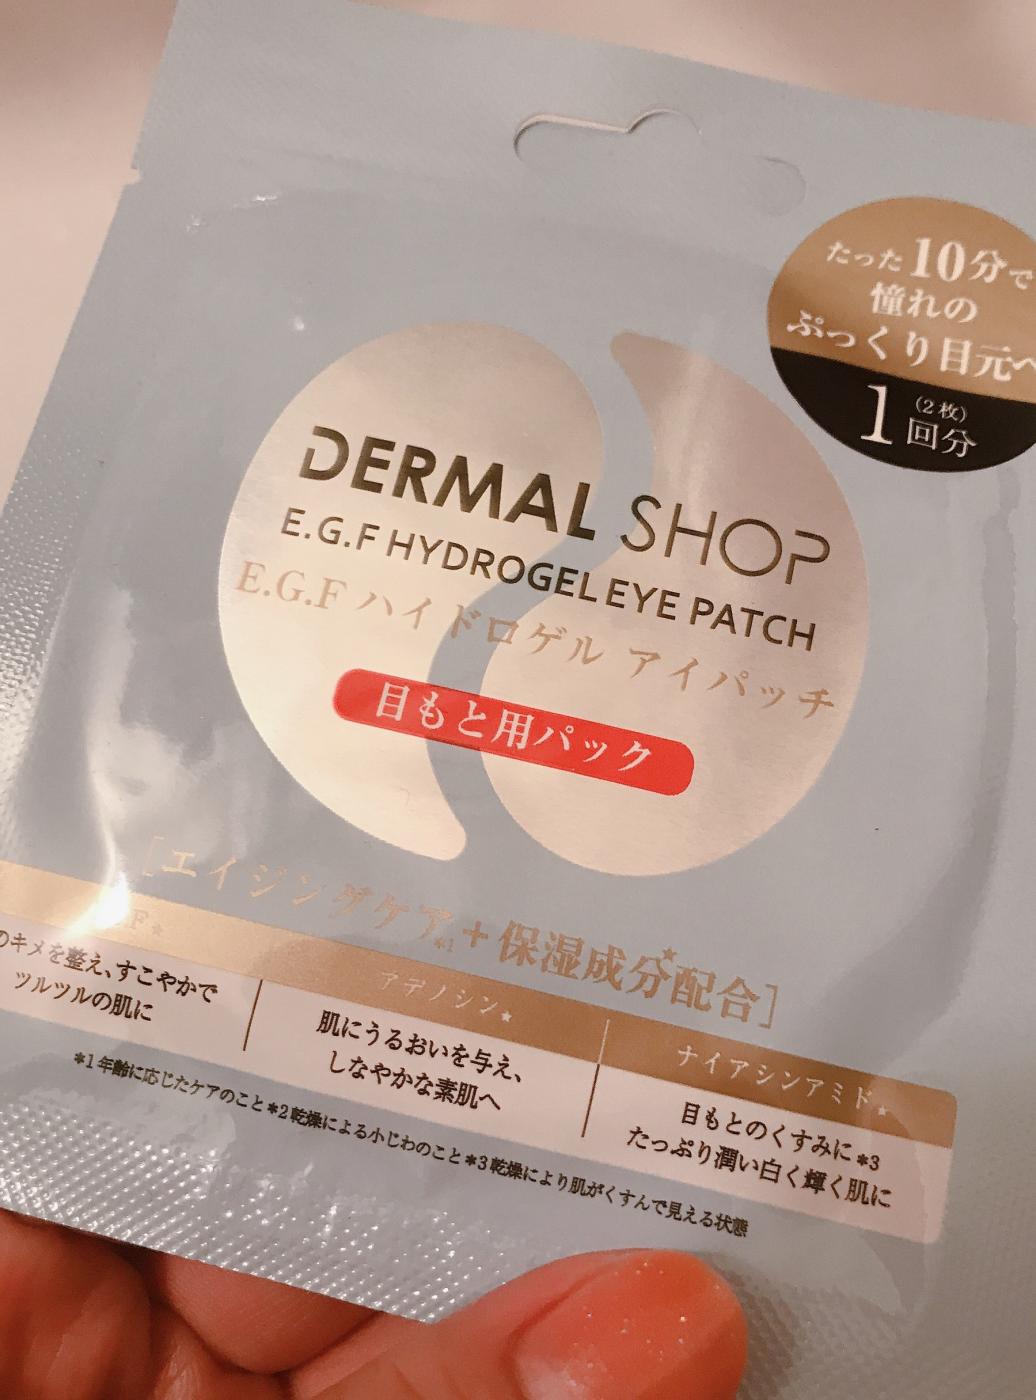 たった10分で
憧れの
ぷっくり目元へ
1回分
(2枚)
DERMAL SHOP
E.G.F HYDROGEL EYE PATCH
E.G.F ハイドロゲル アイパッチ
目もと用パック
[エイジングケア*1+保湿成分★配合]
F★
のキメを整え、すこやかで
ツルツルの肌に
アデノシン★
肌にうるおいを与え、
しなやかな素肌へ
ナイアシンアミド★
目もとのくすみに*3
たっぷり潤い白く輝く肌に
*1年齢に応じたケアのこと*2乾燥による小じわのこと*3乾燥により肌がくすんで見える状態